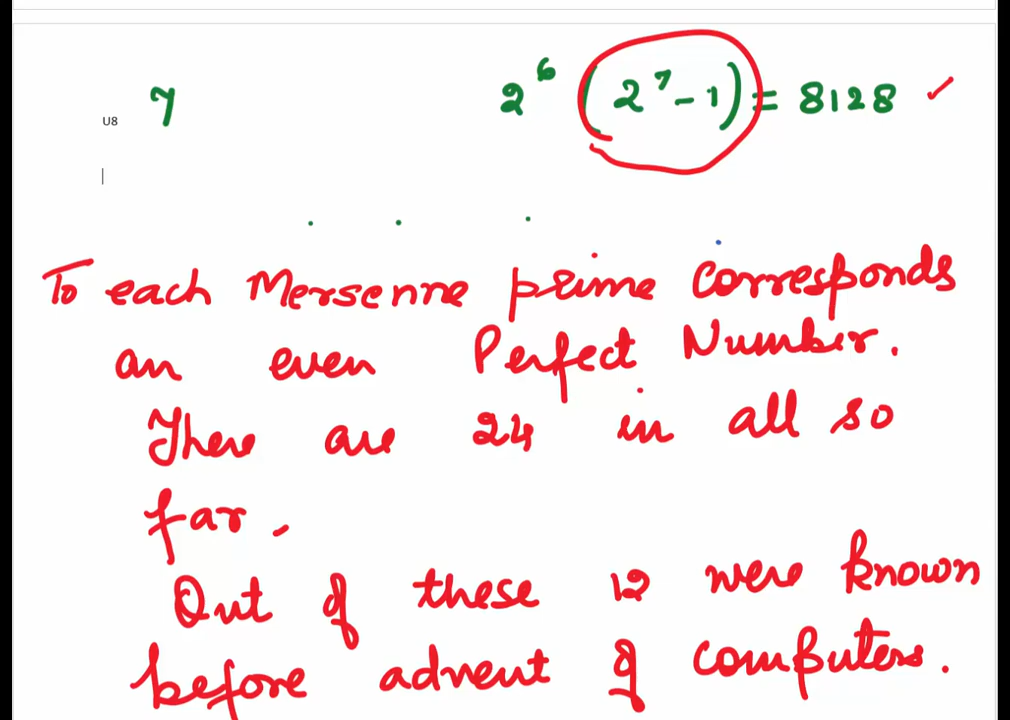 7 2^6 (2^7 - 1) = 8128 ✓
U8
To each Mersenne prime corresponds
an even Perfect Number.
There are 24 in all so
far.
Out of these 12 were known
before advent of computers.